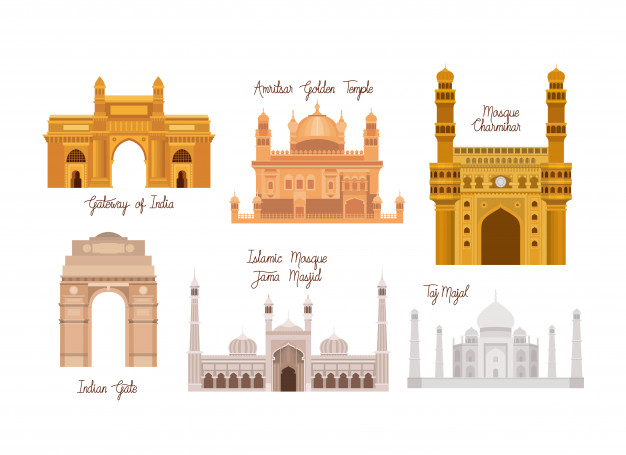 Amritsar Golden Temple
Mosque
Charminar
Gateway of India
Islamic Mosque
Jama Masjid
Taj Majal
Indian Gate